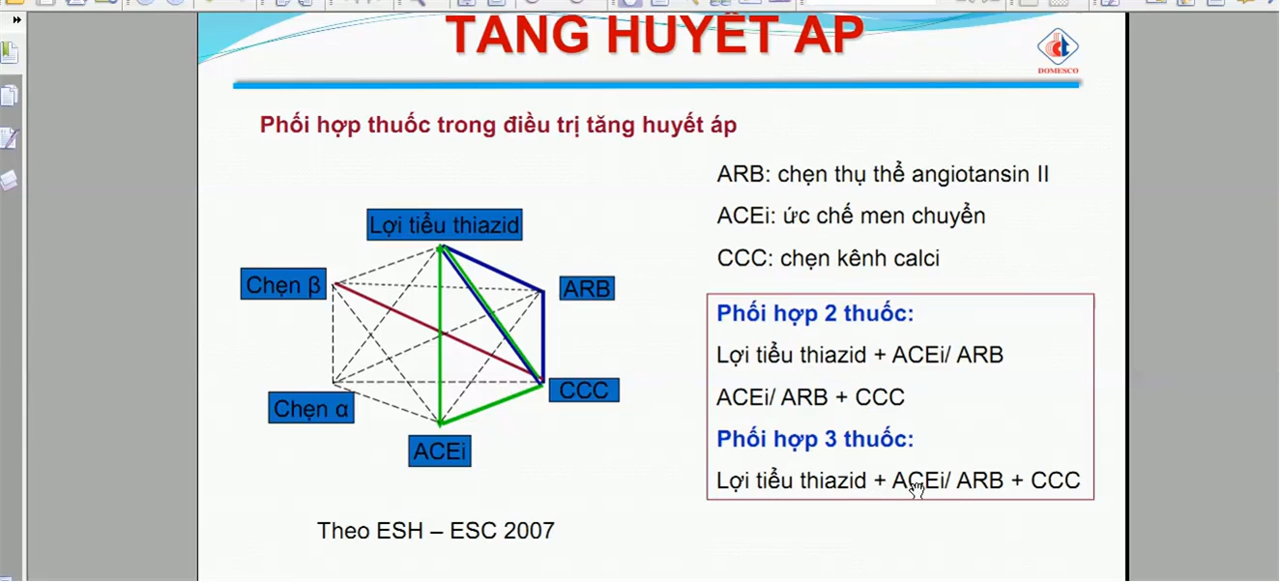 TĂNG HUYẾT ÁP
DOMESCO
Phối hợp thuốc trong điều trị tăng huyết áp
ARB: chẹn thụ thể angiotansin II
ACEi: ức chế men chuyển
CCC: chẹn kênh calci
Lợi tiểu thiazid
Chẹn β
ARB
CCC
Chẹn α
ACEi
Phối hợp 2 thuốc:
Lợi tiểu thiazid + ACEi/ ARB
ACEi/ ARB + CCC
Phối hợp 3 thuốc:
Lợi tiểu thiazid + ACEi/ ARB + CCC
Theo ESH – ESC 2007